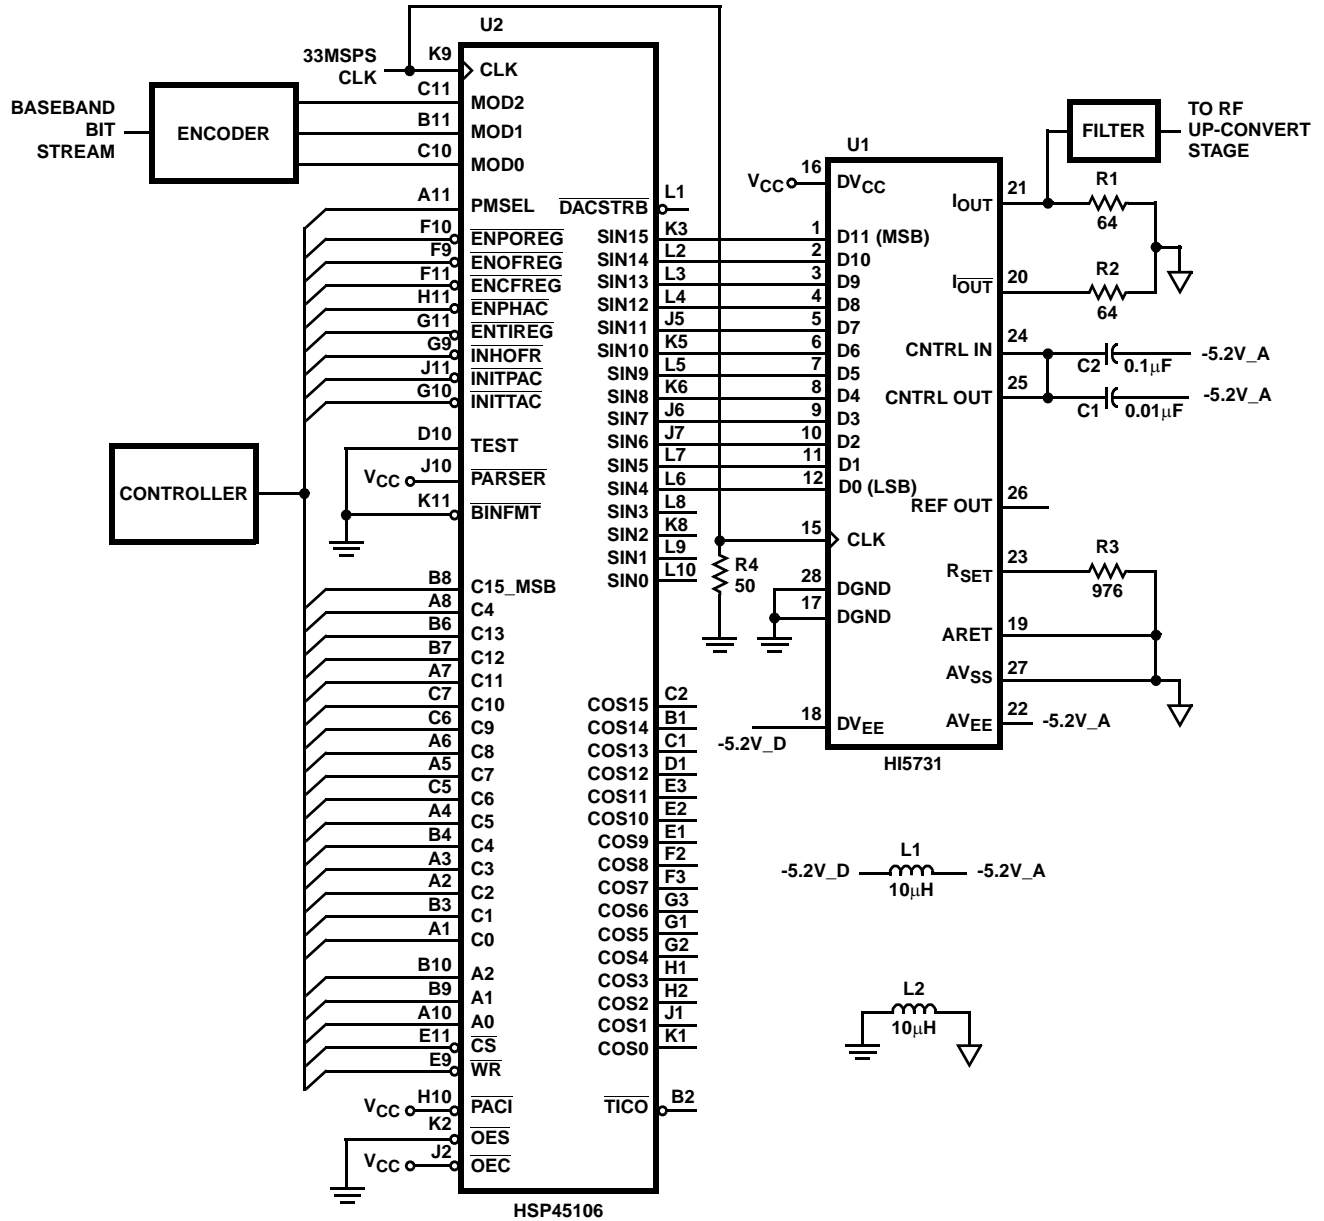 U2
33MSPS
CLK
K9
CLK
BASEBAND
BIT
STREAM
ENCODER
C11
MOD2
B11
MOD1
C10
MOD0
A11
PMSEL
F10
ENPOREG
F9
ENOFREG
F11
ENCFREG
H11
ENPHAC
G11
ENTIREG
G9
INHOFR
J11
INITPAC
G10
INITTAC
D10
TEST
VCC
J10
PARSER
K11
BINFMT
CONTROLLER
B8
C15_MSB
A8
C4
B6
C13
B7
C12
A7
C11
C7
C10
C6
C9
A6
C8
A5
C7
C5
C6
A4
C5
B4
C4
A3
C3
A2
C2
B3
C1
A1
C0
B10
A2
B9
A1
A10
A0
E11
CS
E9
WR
VCC
H10
PACI
K2
OES
VCC
J2
OEC
DACSTRB
L1
SIN15
K3
SIN14
L2
SIN13
L3
SIN12
L4
SIN11
J5
SIN10
K5
SIN9
L5
SIN8
K6
SIN7
J6
SIN6
J7
SIN5
L7
SIN4
L6
SIN3
L8
SIN2
K8
SIN1
L9
SIN0
L10
COS15
C2
COS14
B1
COS13
C1
COS12
D1
COS11
E3
COS10
E2
COS9
E1
COS8
F2
COS7
F3
COS6
G3
COS5
G1
COS4
G2
COS3
H1
COS2
H2
COS1
J1
COS0
K1
TICO
B2
HSP45106
R4
50
U1
VCC
16
DVCC
1
D11 (MSB)
2
D10
3
D9
4
D8
5
D7
6
D6
7
D5
8
D4
9
D3
10
D2
11
D1
12
D0 (LSB)
15
CLK
28
DGND
17
DGND
18
DVEE
-5.2V_D
HI5731
FILTER
TO RF
UP-CONVERT
STAGE
IOUT
21
R1
64
IOUT
20
R2
64
CNTRL IN
24
C2
0.1µF
-5.2V_A
CNTRL OUT
25
C1
0.01µF
-5.2V_A
REF OUT
26
RSET
23
R3
976
ARET
19
AVSS
27
AVEE
22
-5.2V_A
-5.2V_D
L1
10µH
-5.2V_A
L2
10µH